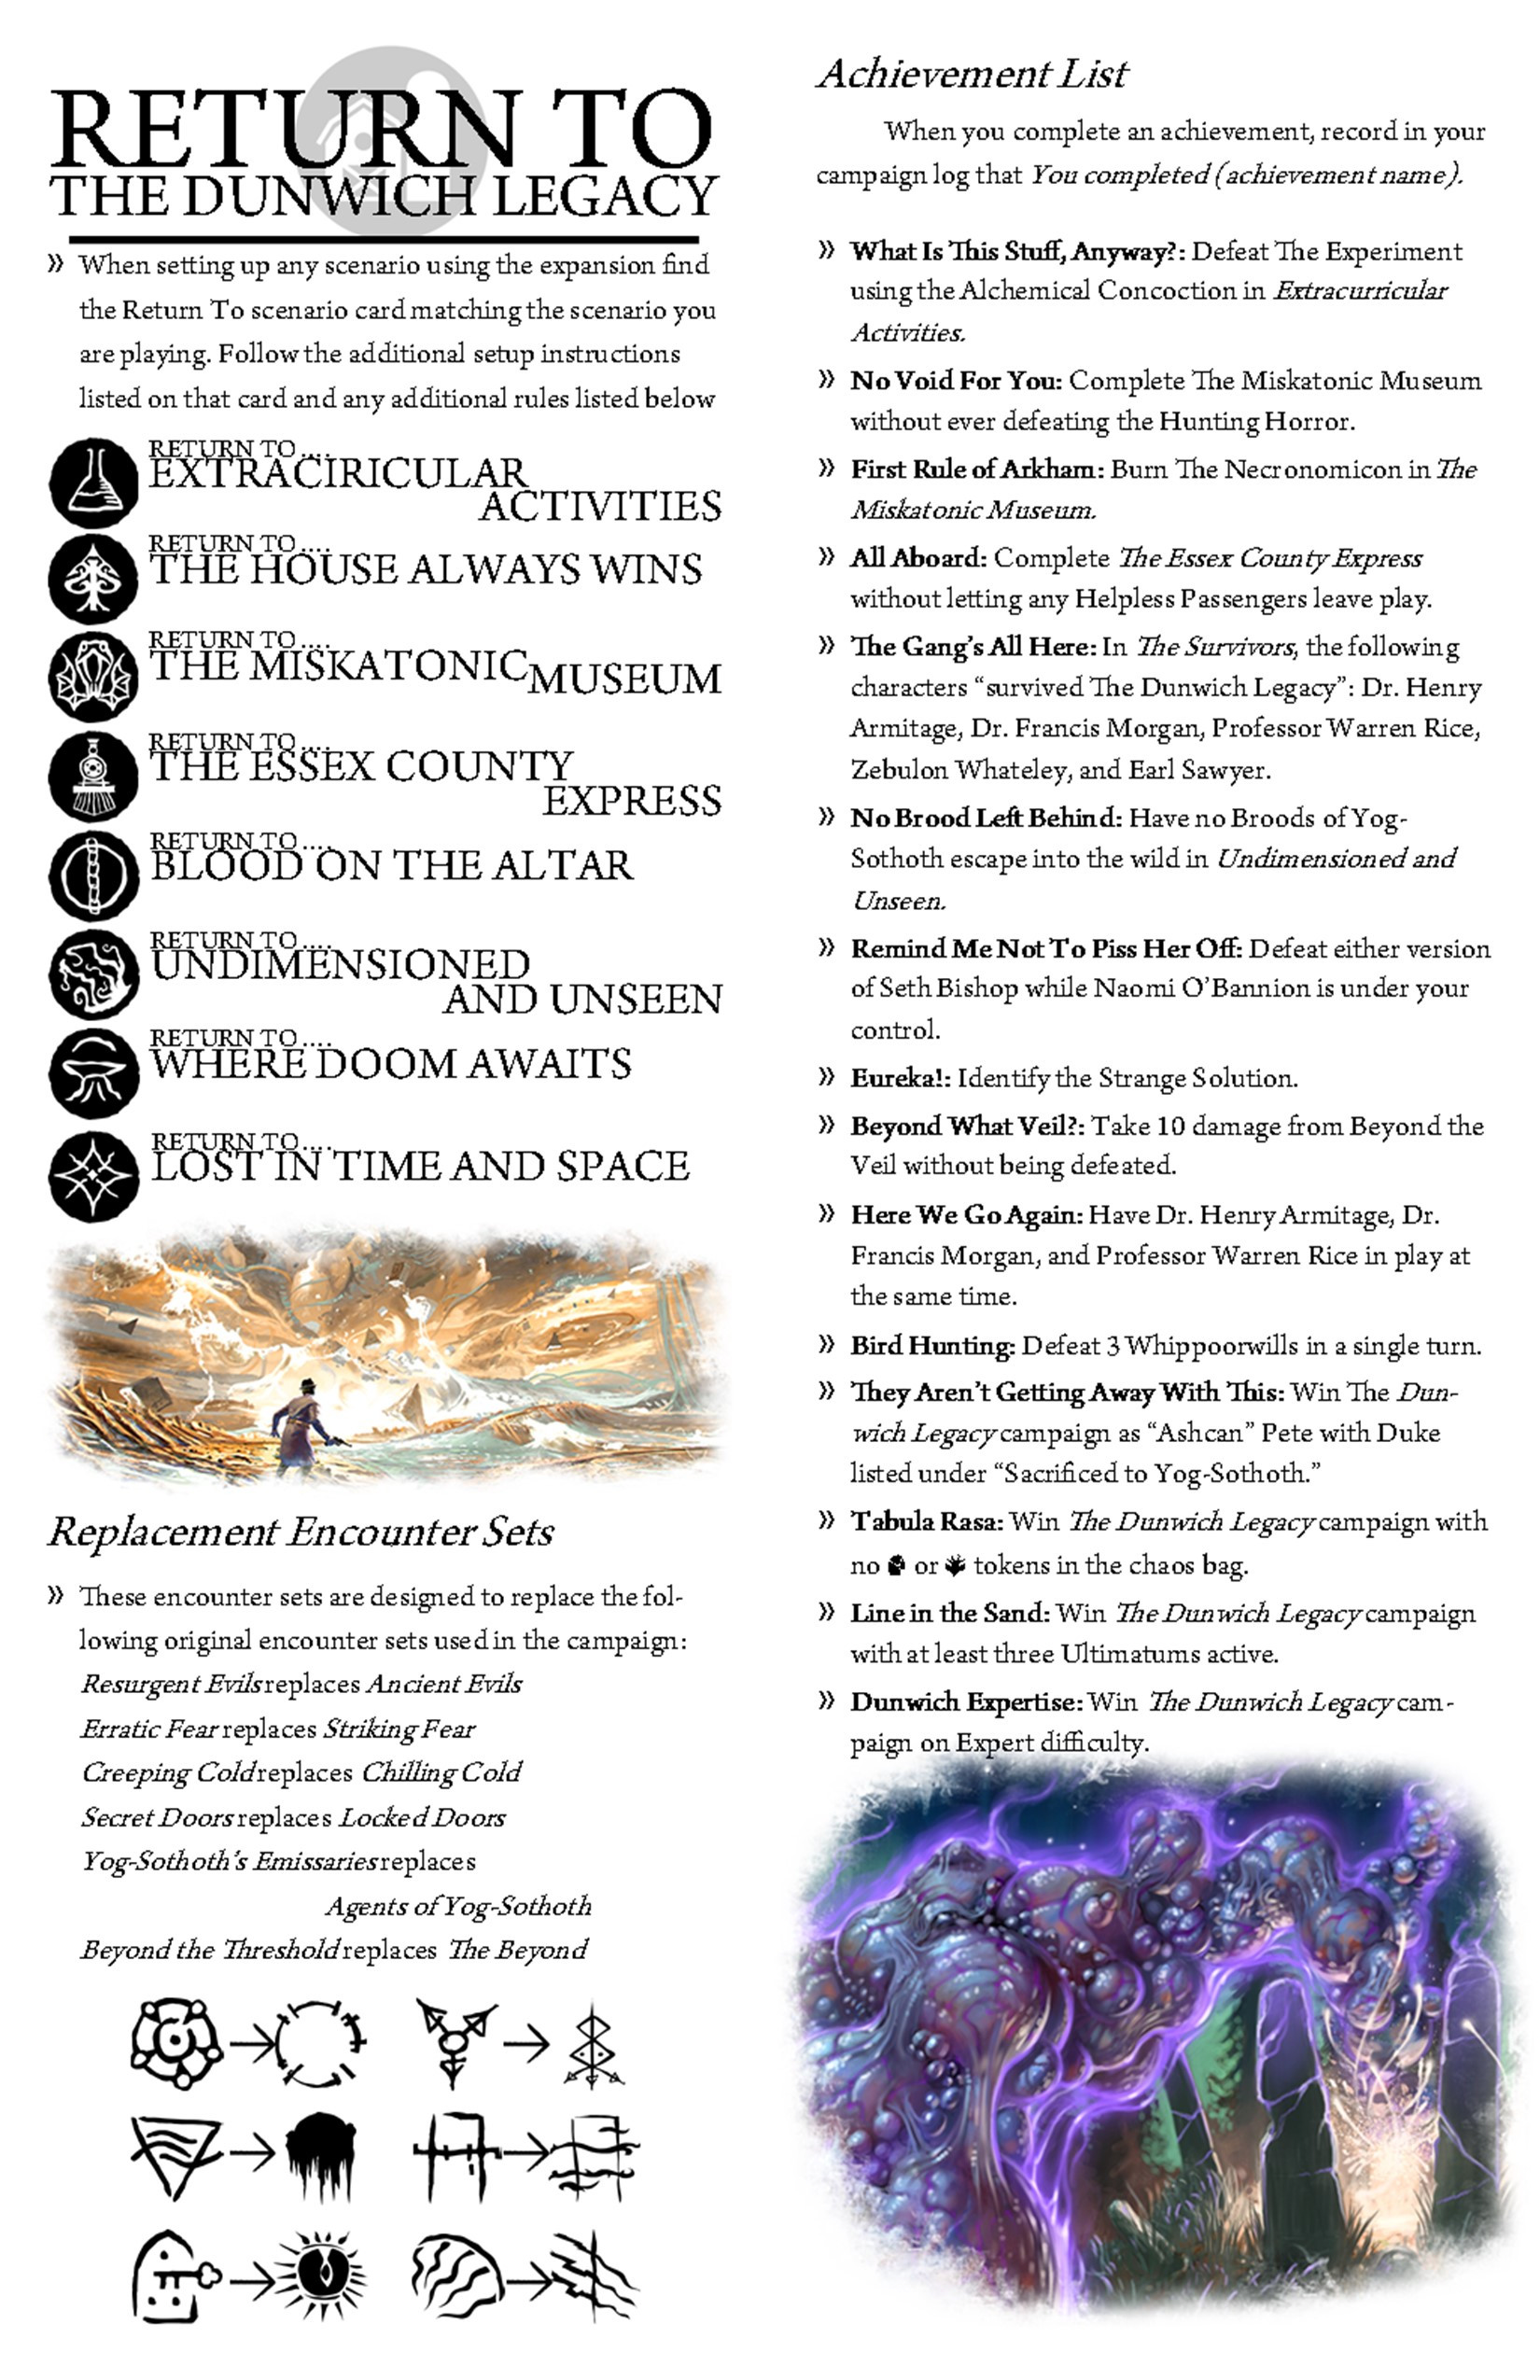 RETURN TO
THE DUNWICH LEGACY
» When setting up any scenario using the expansion find
the Return To scenario card matching the scenario you
are playing. Follow the additional setup instructions
listed on that card and any additional rules listed below
RETURN TO....
EXTRACIRICULAR
ACTIVITIES
RETURN TO....
THE HOUSE ALWAYS WINS
RETURN TO....
THE MISKATONIC
MUSEUM
RETURN TO....
THE ESSEX COUNTY
EXPRESS
RETURN TO....
BLOOD ON THE ALTAR
RETURN TO....
UNDIMENSIONED
AND UNSEEN
RETURN TO....
WHERE DOOM AWAITS
RETURN TO....
LOST IN TIME AND SPACE
Replacement Encounter Sets
» These encounter sets are designed to replace the fol-
lowing original encounter sets used in the campaign:
Resurgent Evils replaces Ancient Evils
Erratic Fear replaces Striking Fear
Creeping Cold replaces Chilling Cold
Secret Doors replaces Locked Doors
Yog-Sothoth's Emissaries replaces
Agents of Yog-Sothoth
Beyond the Threshold replaces The Beyond
Achievement List
When you complete an achievement, record in your
campaign log that You completed (achievement name).
» What Is This Stuff, Anyway?: Defeat The Experiment
using the Alchemical Concoction in Extracurricular
Activities.
» No Void For You: Complete The Miskatonic Museum
without ever defeating the Hunting Horror.
» First Rule of Arkham: Burn The Necronomicon in The
Miskatonic Museum.
» All Aboard: Complete The Essex County Express
without letting any Helpless Passengers leave play.
» The Gang's All Here: In The Survivors, the following
characters “survived The Dunwich Legacy”: Dr. Henry
Armitage, Dr. Francis Morgan, Professor Warren Rice,
Zebulon Whateley, and Earl Sawyer.
» No Brood Left Behind: Have no Broods of Yog-
Sothoth escape into the wild in Undimensioned and
Unseen.
» Remind Me Not To Piss Her Off: Defeat either version
of Seth Bishop while Naomi O'Bannion is under your
control.
» Eureka!: Identify the Strange Solution.
» Beyond What Veil?: Take 10 damage from Beyond the
Veil without being defeated.
» Here We Go Again: Have Dr. Henry Armitage, Dr.
Francis Morgan, and Professor Warren Rice in play at
the same time.
» Bird Hunting: Defeat 3 Whippoorwills in a single turn.
» They Aren't Getting Away With This: Win The Dun-
wich Legacy campaign as “Ashcan” Pete with Duke
listed under “Sacrificed to Yog-Sothoth.”
» Tabula Rasa: Win The Dunwich Legacy campaign with
no or tokens in the chaos bag.
» Line in the Sand: Win The Dunwich Legacy campaign
with at least three Ultimatums active.
» Dunwich Expertise: Win The Dunwich Legacy cam-
paign on Expert difficulty.